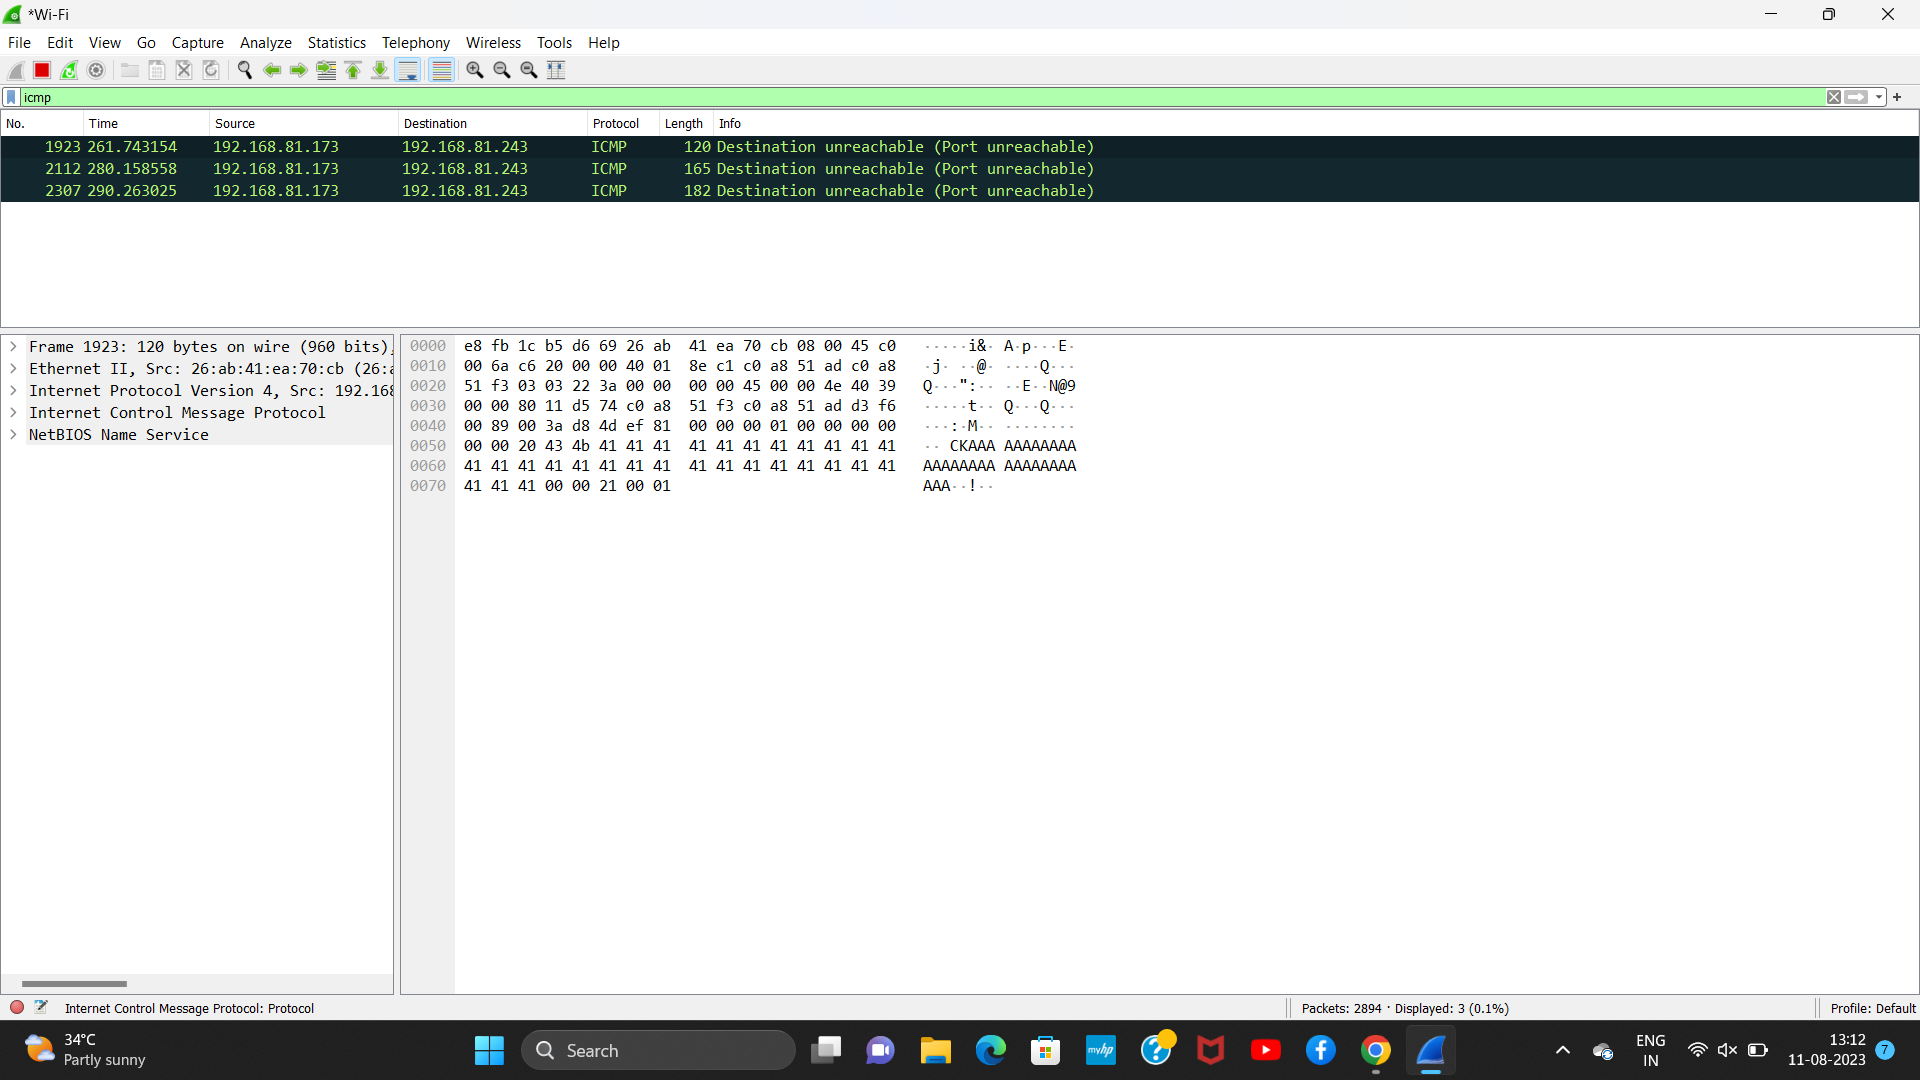 *Wi-Fi
File Edit View Go Capture Analyze Statistics Telephony Wireless Tools Help
icmp
No. Time Source Destination Protocol Length Info
1923 261.743154 192.168.81.173 192.168.81.243 ICMP 120 Destination unreachable (Port unreachable)
2112 280.158558 192.168.81.173 192.168.81.243 ICMP 165 Destination unreachable (Port unreachable)
2307 290.263025 192.168.81.173 192.168.81.243 ICMP 182 Destination unreachable (Port unreachable)
Frame 1923: 120 bytes on wire (960 bits),
Ethernet II, Src: 26:ab:41:ea:70:cb (26:a
Internet Protocol Version 4, Src: 192.168
Internet Control Message Protocol
NetBIOS Name Service
0000 e8 fb 1c b5 d6 69 26 ab 41 ea 70 cb 08 00 45 c0 ·····i&· A·p···E·
0010 00 6a c6 20 00 00 40 01 8e c1 c0 a8 51 ad c0 a8 ·j· ··@· ····Q···
0020 51 f3 03 03 22 3a 00 00 00 00 45 00 00 4e 40 39 Q···":·· ··E··N@9
0030 00 00 80 11 d5 74 c0 a8 51 f3 c0 a8 51 ad d3 f6 ·····t·· Q···Q···
0040 00 89 00 3a d8 4d ef 81 00 00 00 01 00 00 00 00 ···:·M·· ········
0050 00 00 20 43 4b 41 41 41 41 41 41 41 41 41 41 41 ·· CKAAA AAAAAAAA
0060 41 41 41 41 41 41 41 41 41 41 41 41 41 41 41 41 AAAAAAAA AAAAAAAA
0070 41 41 41 00 00 21 00 01 AAA··!··
Internet Control Message Protocol: Protocol
Packets: 2894 · Displayed: 3 (0.1%)
Profile: Default
34°C
Partly sunny
Search
myhp
ENG
IN
13:12
11-08-2023
7